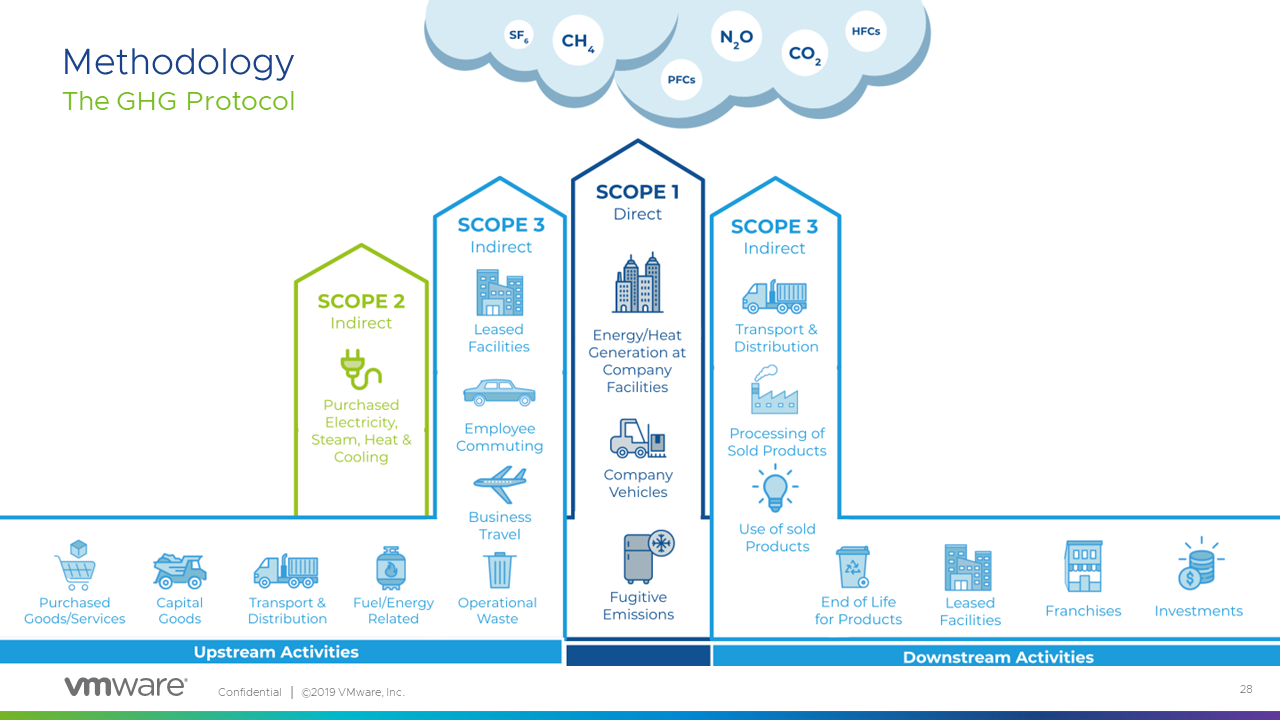 Methodology
The GHG Protocol
SF6
CH4
N2O
CO2
HFCs
PFCs
SCOPE 2
Indirect
Purchased
Electricity,
Steam, Heat &
Cooling
SCOPE 3
Indirect
Leased
Facilities
Employee
Commuting
Business
Travel
Operational
Waste
SCOPE 1
Direct
Energy/Heat
Generation at
Company
Facilities
Company
Vehicles
Fugitive
Emissions
SCOPE 3
Indirect
Transport &
Distribution
Processing of
Sold Products
Use of sold
Products
Purchased
Goods/Services
Capital
Goods
Transport &
Distribution
Fuel/Energy
Related
End of Life
for Products
Leased
Facilities
Franchises
Investments
Upstream Activities
Downstream Activities
vmware®
Confidential | ©2019 VMware, Inc.
28